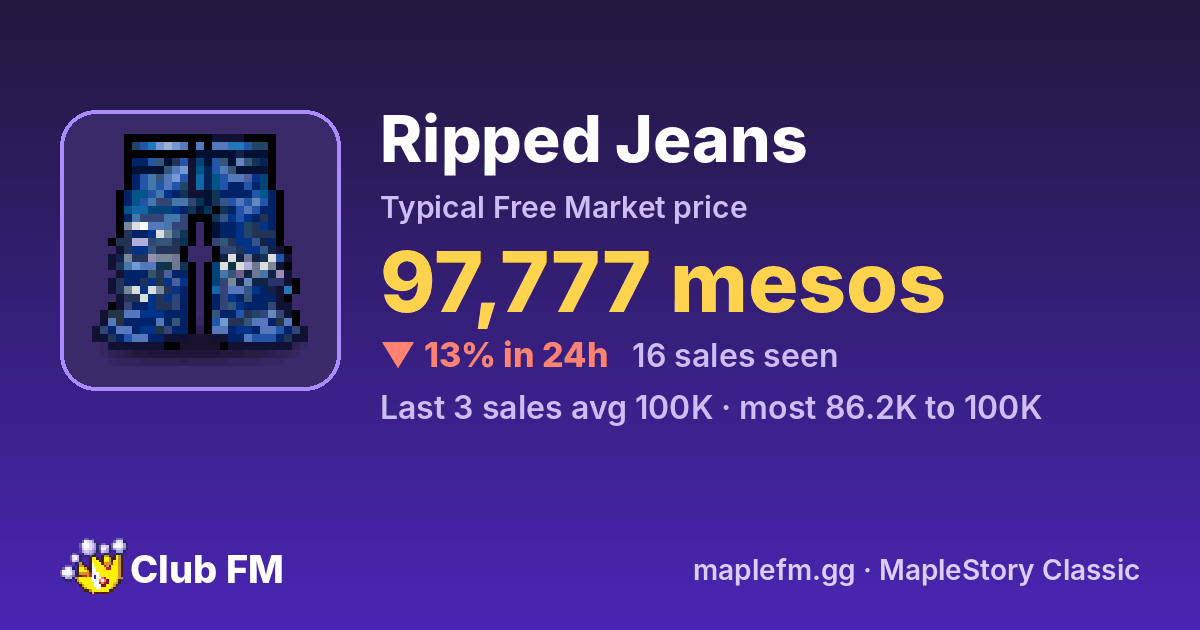 Ripped Jeans
Typical Free Market price
97,777 mesos
▼ 13% in 24h 16 sales seen
Last 3 sales avg 100K · most 86.2K to 100K
Club FM
maplefm.gg · MapleStory Classic